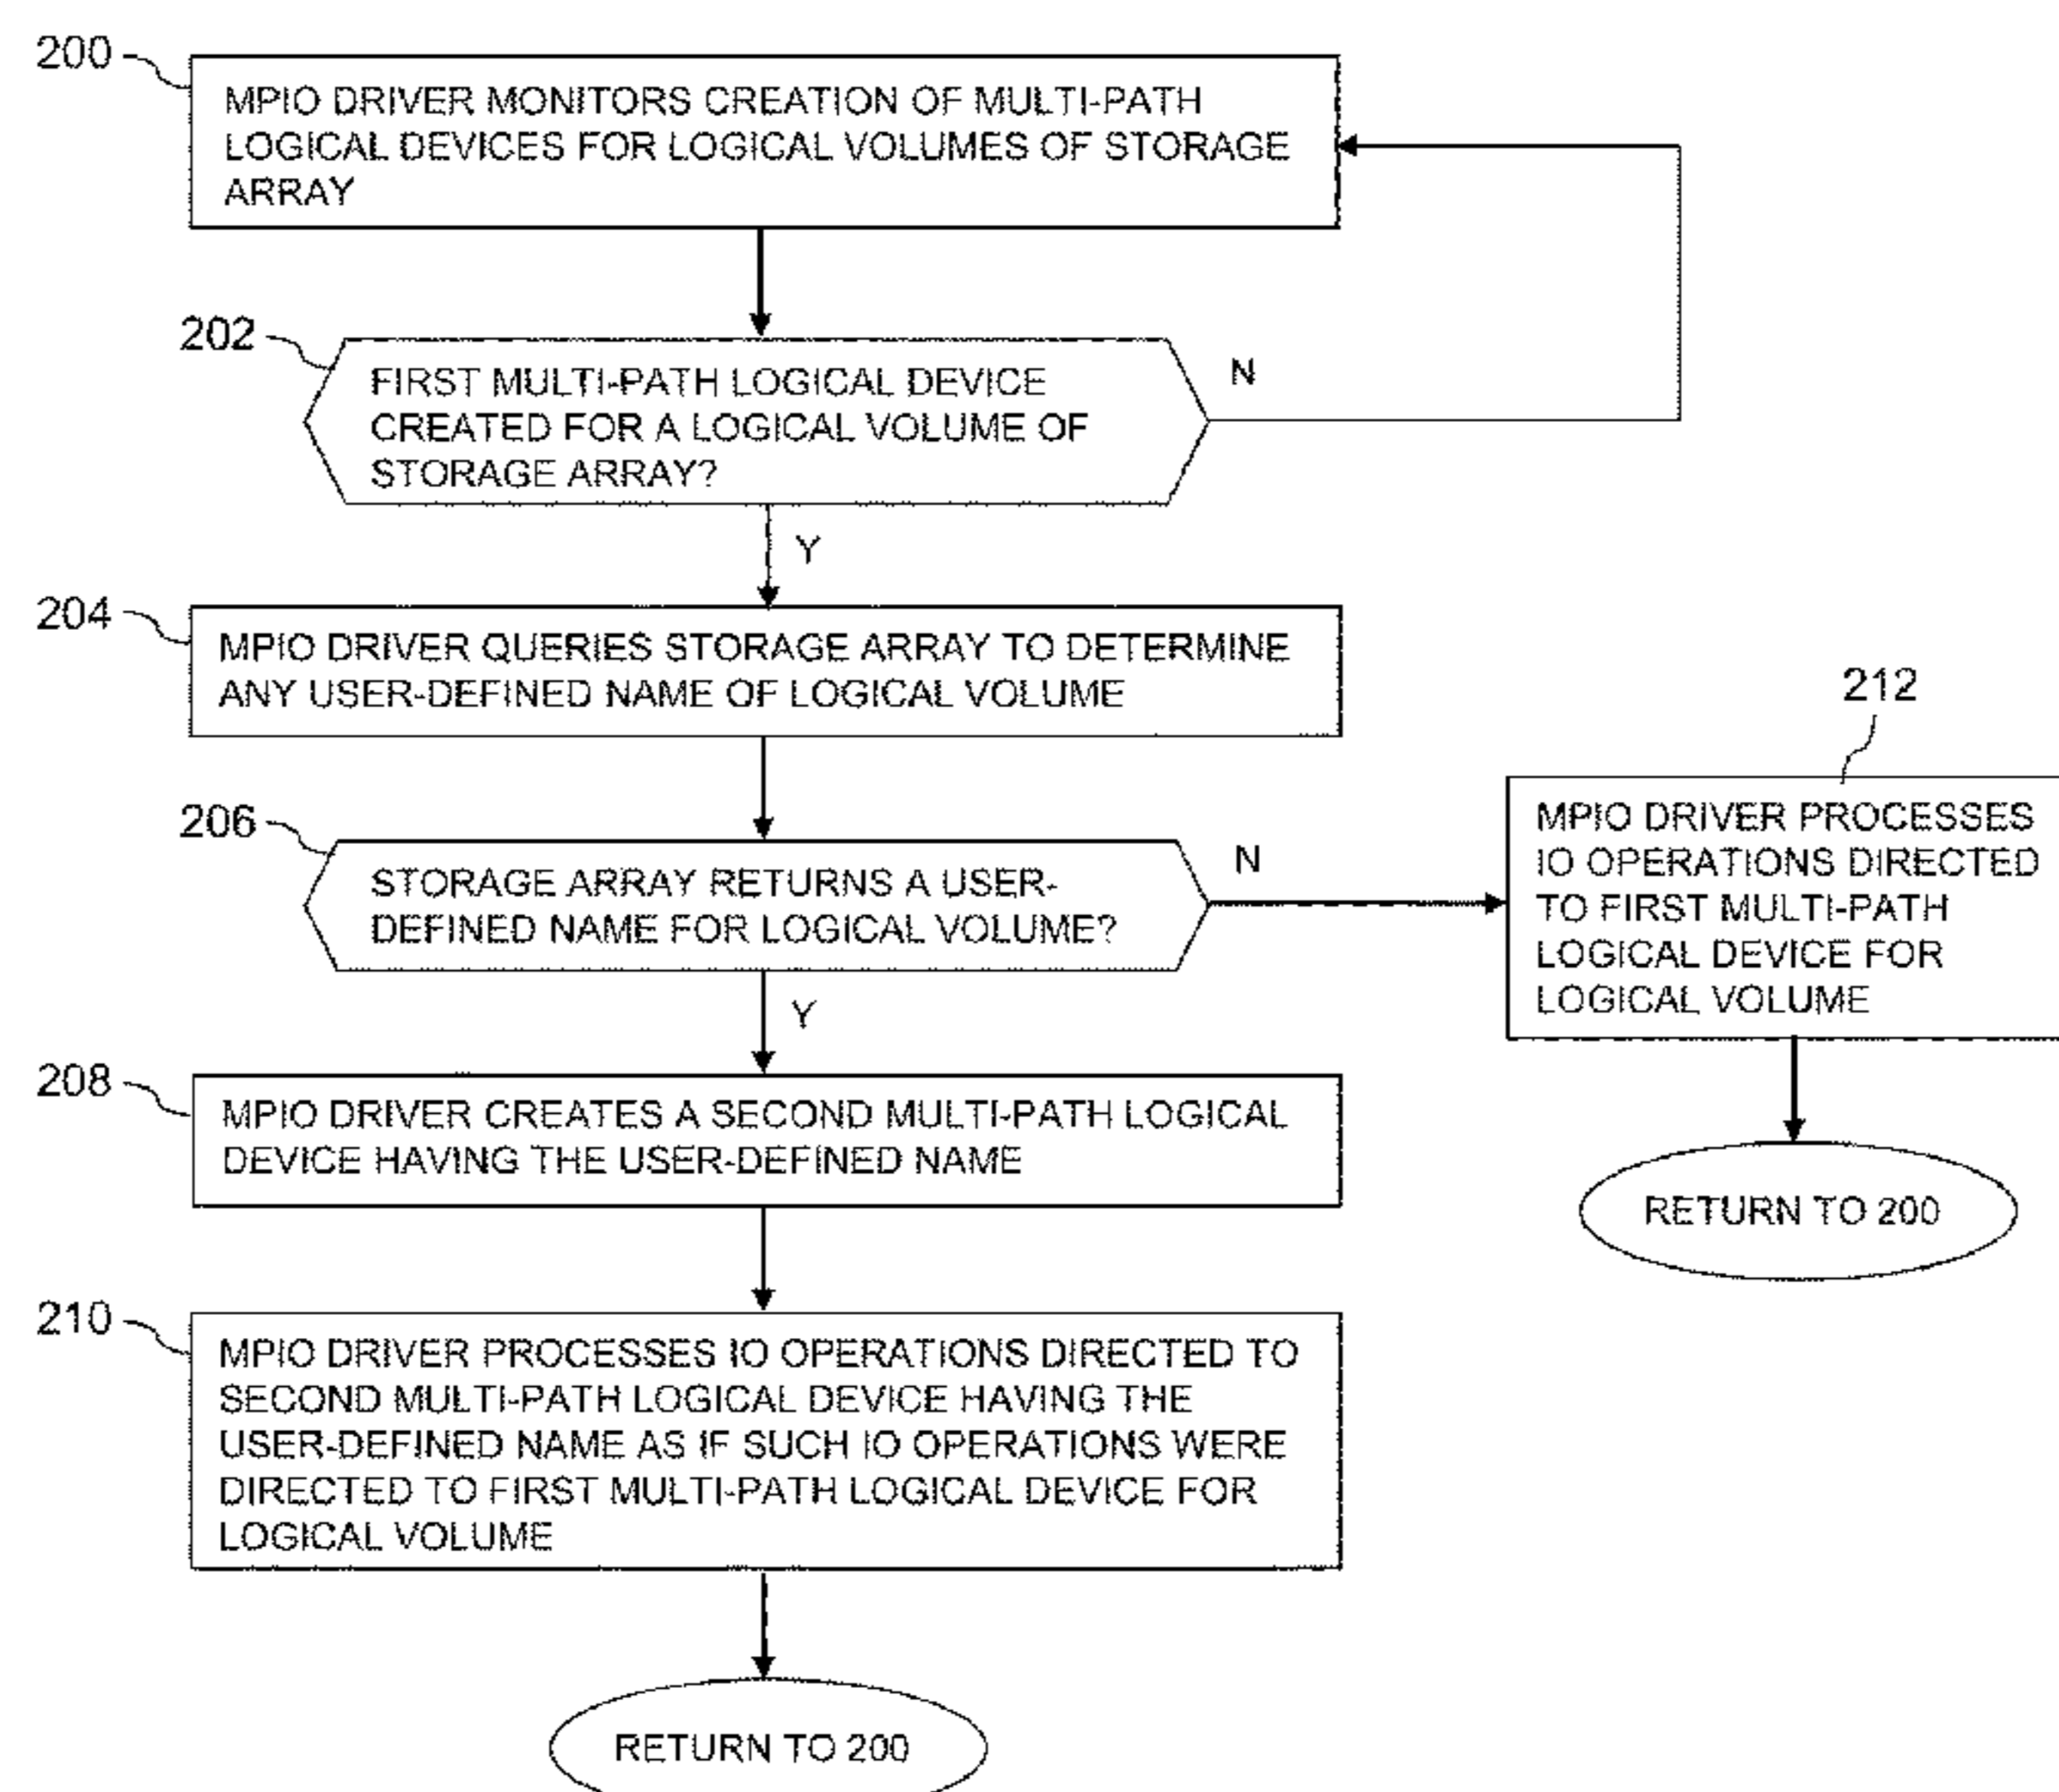 200
MPIO DRIVER MONITORS CREATION OF MULTI-PATH
LOGICAL DEVICES FOR LOGICAL VOLUMES OF STORAGE
ARRAY
202
FIRST MULTI-PATH LOGICAL DEVICE
CREATED FOR A LOGICAL VOLUME OF
STORAGE ARRAY?
N
Y
204
MPIO DRIVER QUERIES STORAGE ARRAY TO DETERMINE
ANY USER-DEFINED NAME OF LOGICAL VOLUME
206
STORAGE ARRAY RETURNS A USER-
DEFINED NAME FOR LOGICAL VOLUME?
N
Y
212
MPIO DRIVER PROCESSES
IO OPERATIONS DIRECTED
TO FIRST MULTI-PATH
LOGICAL DEVICE FOR
LOGICAL VOLUME
RETURN TO 200
208
MPIO DRIVER CREATES A SECOND MULTI-PATH LOGICAL
DEVICE HAVING THE USER-DEFINED NAME
210
MPIO DRIVER PROCESSES IO OPERATIONS DIRECTED TO
SECOND MULTI-PATH LOGICAL DEVICE HAVING THE
USER-DEFINED NAME AS IF SUCH IO OPERATIONS WERE
DIRECTED TO FIRST MULTI-PATH LOGICAL DEVICE FOR
LOGICAL VOLUME
RETURN TO 200